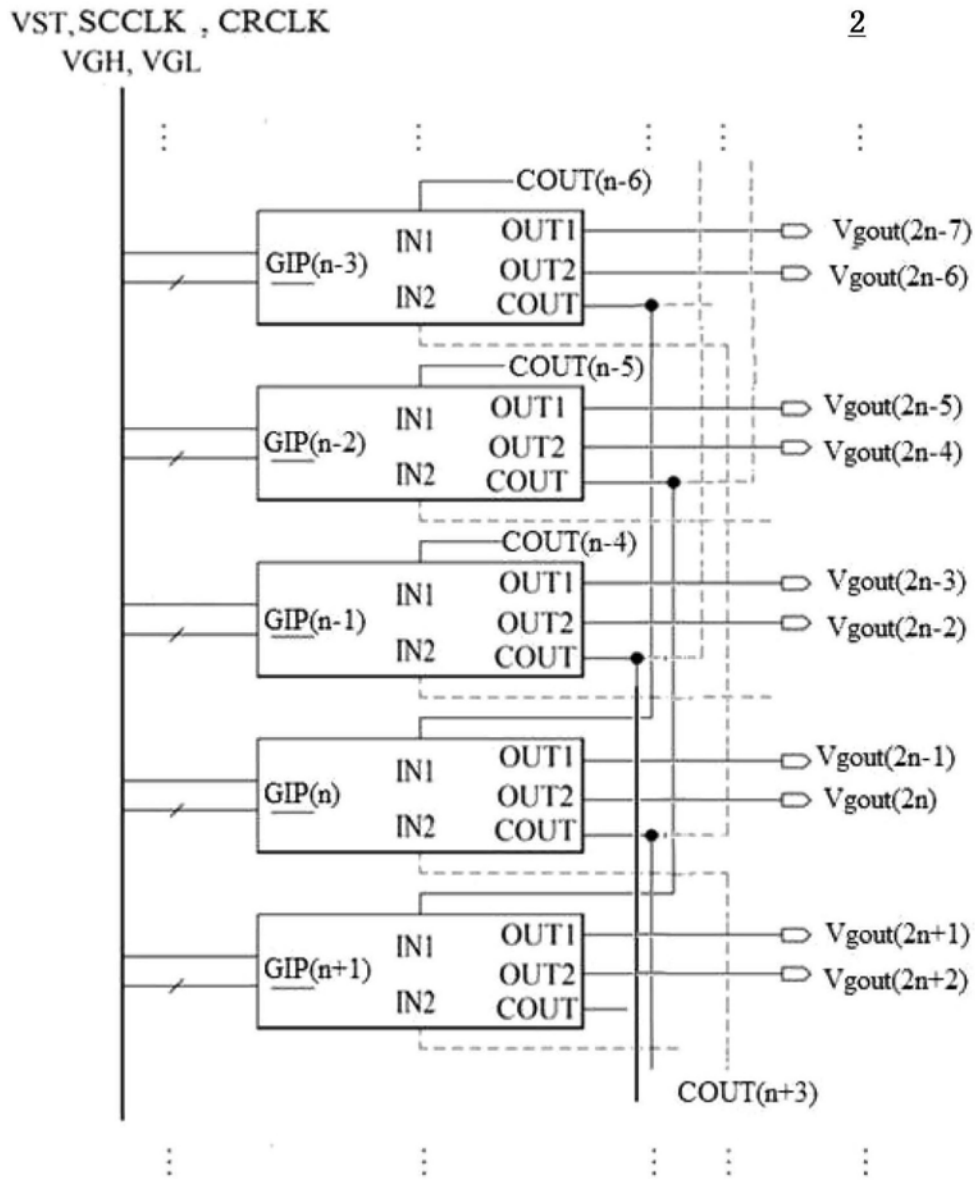 VST, SCCLK , CRCLK
2
VGH, VGL
COUT(n-6)
GIP(n-3)
IN1
IN2
OUT1
OUT2
COUT
Vgout(2n-7)
Vgout(2n-6)
COUT(n-5)
GIP(n-2)
IN1
IN2
OUT1
OUT2
COUT
Vgout(2n-5)
Vgout(2n-4)
COUT(n-4)
GIP(n-1)
IN1
IN2
OUT1
OUT2
COUT
Vgout(2n-3)
Vgout(2n-2)
GIP(n)
IN1
IN2
OUT1
OUT2
COUT
Vgout(2n-1)
Vgout(2n)
GIP(n+1)
IN1
IN2
OUT1
OUT2
COUT
Vgout(2n+1)
Vgout(2n+2)
COUT(n+3)